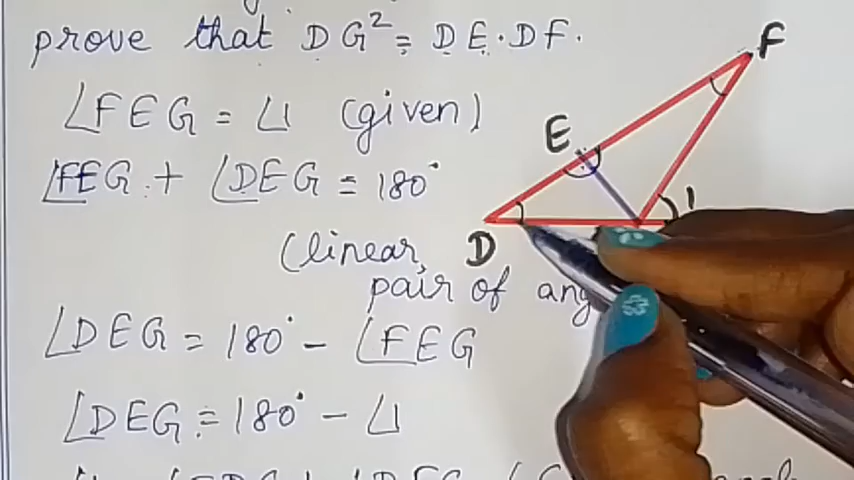 prove that DG² = DE · DF.
∠FEG = ∠1 (given)
∠FEG + ∠DEG = 180°
(linear,
pair of
∠DEG = 180° - ∠FEG
∠DEG = 180° - ∠1
F
E
1
D